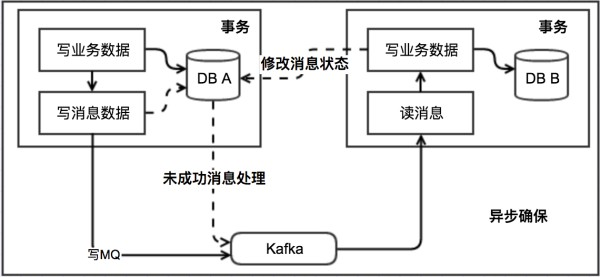 事务
写业务数据
DB A
写消息数据
修改消息状态
事务
写业务数据
DB B
读消息
未成功消息处理
异步确保
写MQ
Kafka